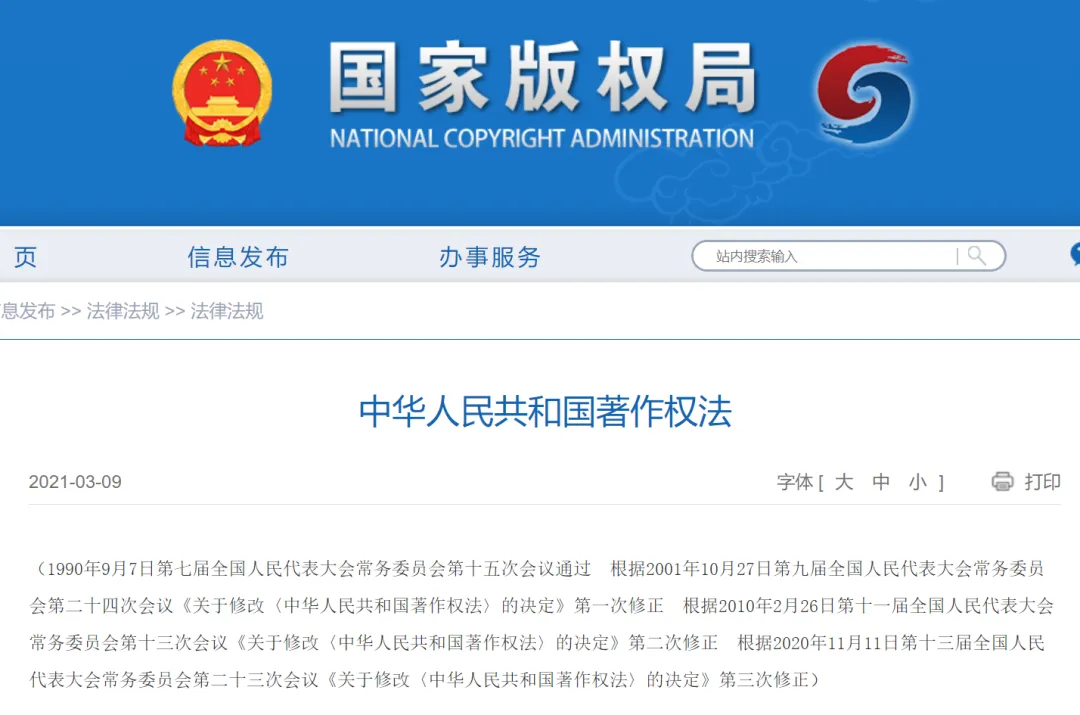 国家版权局
NATIONAL COPYRIGHT ADMINISTRATION
页 信息发布 办事服务 站内搜索输入
息发布 >> 法律法规 >> 法律法规
中华人民共和国著作权法
2021-03-09 字体 [ 大 中 小 ] 打印
（1990年9月7日第七届全国人民代表大会常务委员会第十五次会议通过　根据2001年10月27日第九届全国人民代表大会常务委员
会第二十四次会议《关于修改〈中华人民共和国著作权法〉的决定》第一次修正　根据2010年2月26日第十一届全国人民代表大会
常务委员会第十三次会议《关于修改〈中华人民共和国著作权法〉的决定》第二次修正　根据2020年11月11日第十三届全国人民
代表大会常务委员会第二十三次会议《关于修改〈中华人民共和国著作权法〉的决定》第三次修正）